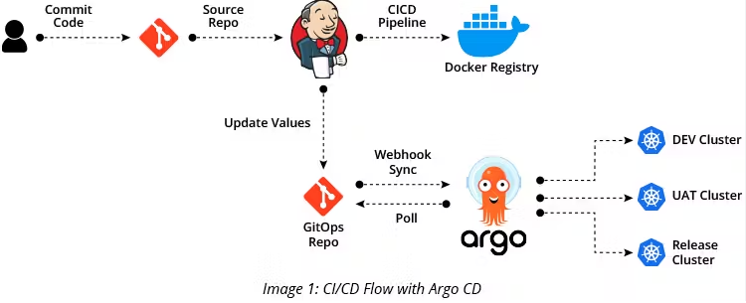 Commit
Code
Source
Repo
CICD
Pipeline
Docker Registry
Update Values
GitOps
Repo
Webhook
Sync
Poll
argo
DEV Cluster
UAT Cluster
Release
Cluster
Image 1: CI/CD Flow with Argo CD